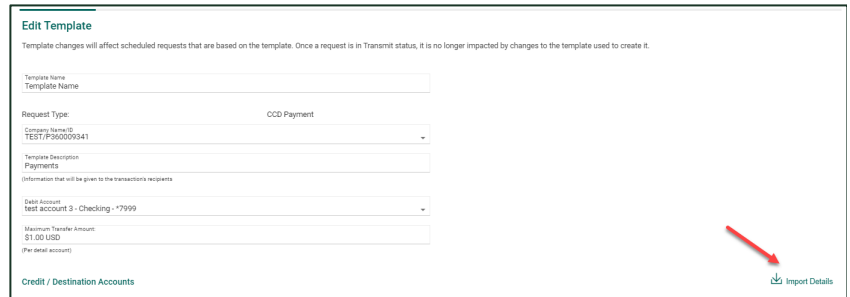 Edit Template
Template changes will affect scheduled requests that are based on the template. Once a request is in Transmit status, it is no longer impacted by changes to the template used to create it.
Template Name
Template Name
Request Type: CCD Payment
Company Name/ID
TEST/P360009341
Template Description
Payments
(Information that will be given to the transaction's recipients
Debit Account
test account 3 - Checking - *7999
Maximum Transfer Amount:
$1.00 USD
(Per detail account)
Credit / Destination Accounts Import Details